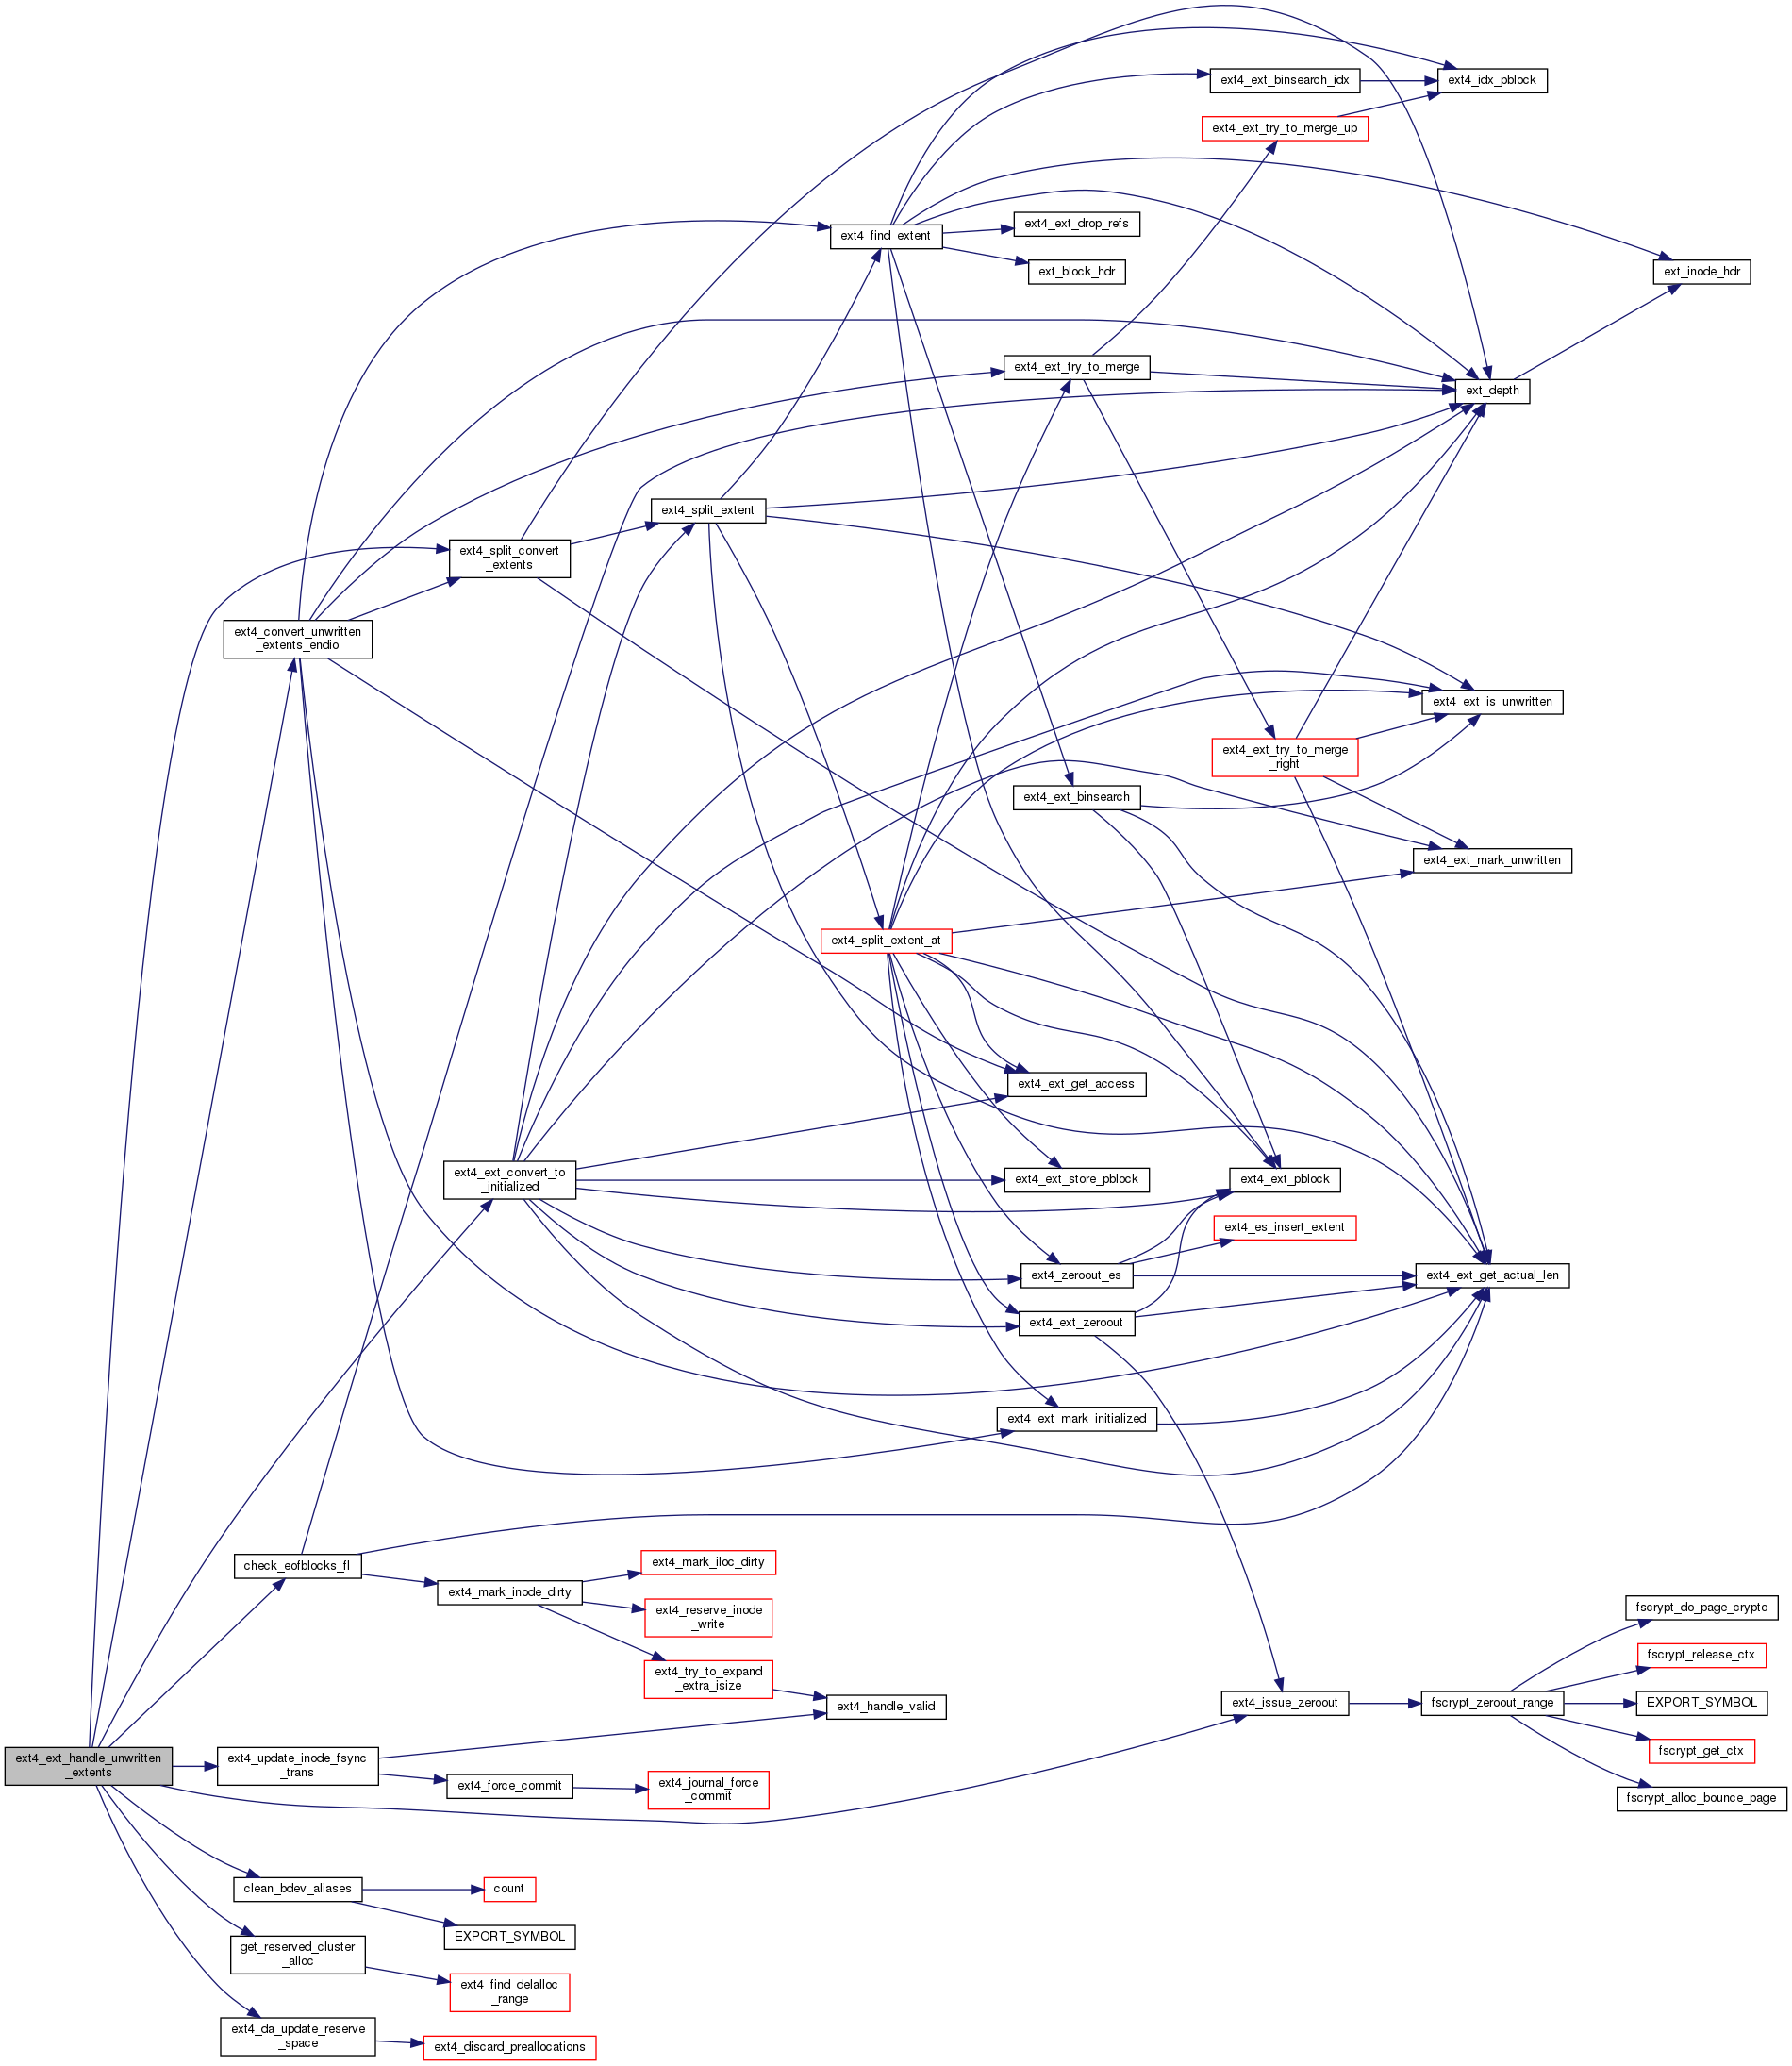 ext4_ext_binsearch_idx
ext4_idx_pblock
ext4_ext_try_to_merge_up
ext4_ext_drop_refs
ext4_find_extent
ext_block_hdr
ext_inode_hdr
ext4_ext_try_to_merge
ext_depth
ext4_split_extent
ext4_split_convert
_extents
ext4_convert_unwritten
_extents_endio
ext4_ext_is_unwritten
ext4_ext_try_to_merge
_right
ext4_ext_binsearch
ext4_ext_mark_unwritten
ext4_split_extent_at
ext4_ext_get_access
ext4_ext_convert_to
_initialized
ext4_ext_store_pblock
ext4_ext_pblock
ext4_es_insert_extent
ext4_zeroout_es
ext4_ext_get_actual_len
ext4_ext_zeroout
ext4_ext_mark_initialized
check_eofblocks_fl
ext4_mark_iloc_dirty
ext4_mark_inode_dirty
ext4_reserve_inode
_write
fscrypt_do_page_crypto
ext4_try_to_expand
_extra_isize
fscrypt_release_ctx
ext4_handle_valid
ext4_issue_zeroout
fscrypt_zeroout_range
EXPORT_SYMBOL
ext4_ext_handle_unwritten
_extents
ext4_update_inode_fsync
_trans
fscrypt_get_ctx
ext4_force_commit
ext4_journal_force
_commit
fscrypt_alloc_bounce_page
clean_bdev_aliases
count
EXPORT_SYMBOL
get_reserved_cluster
_alloc
ext4_find_delalloc
_range
ext4_da_update_reserve
_space
ext4_discard_preallocations